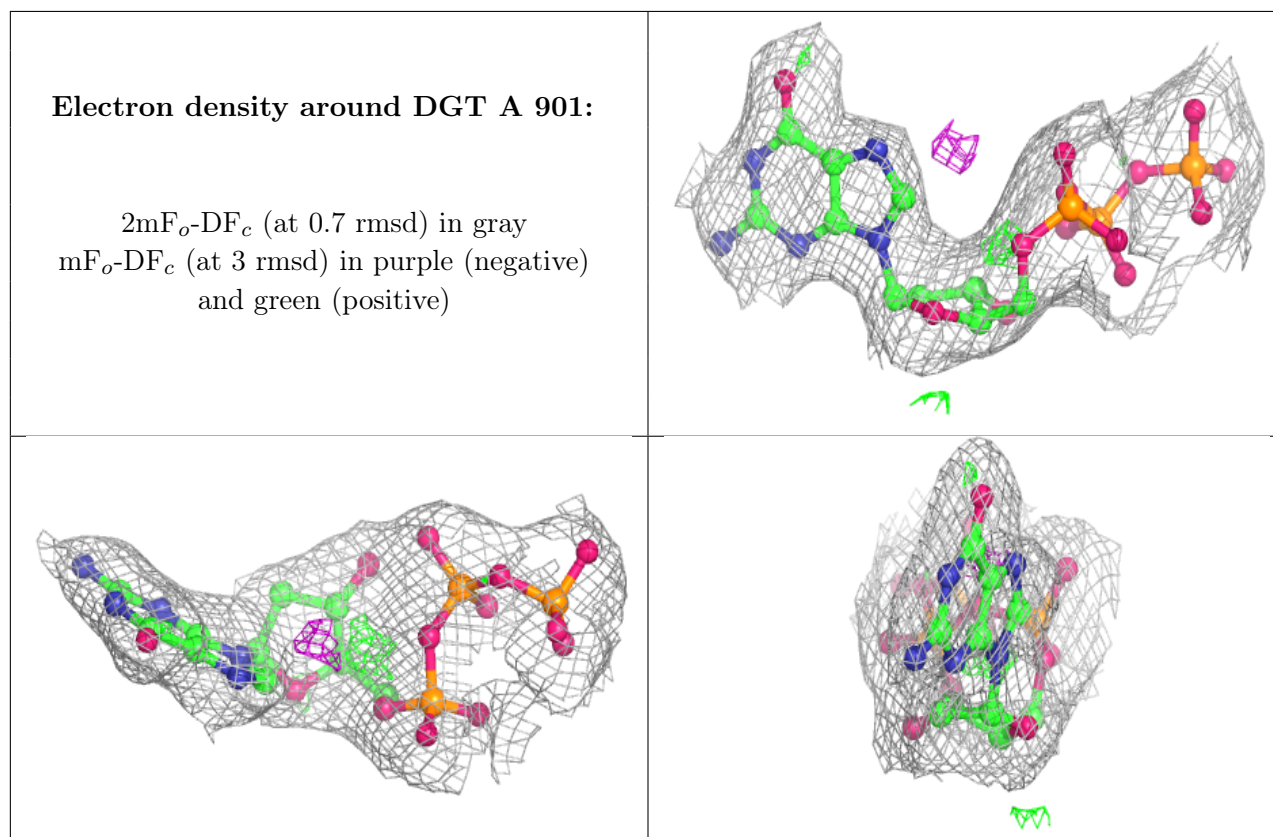 Electron density around DGT A 901:
2mFo-DFc (at 0.7 rmsd) in gray
mFo-DFc (at 3 rmsd) in purple (negative)
and green (positive)